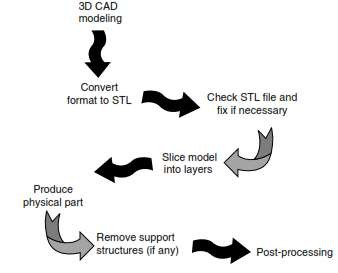 3D CAD
modeling
Convert
format to STL
Check STL file and
fix if necessary
Slice model
into layers
Produce
physical part
Remove support
structures (if any)
Post-processing